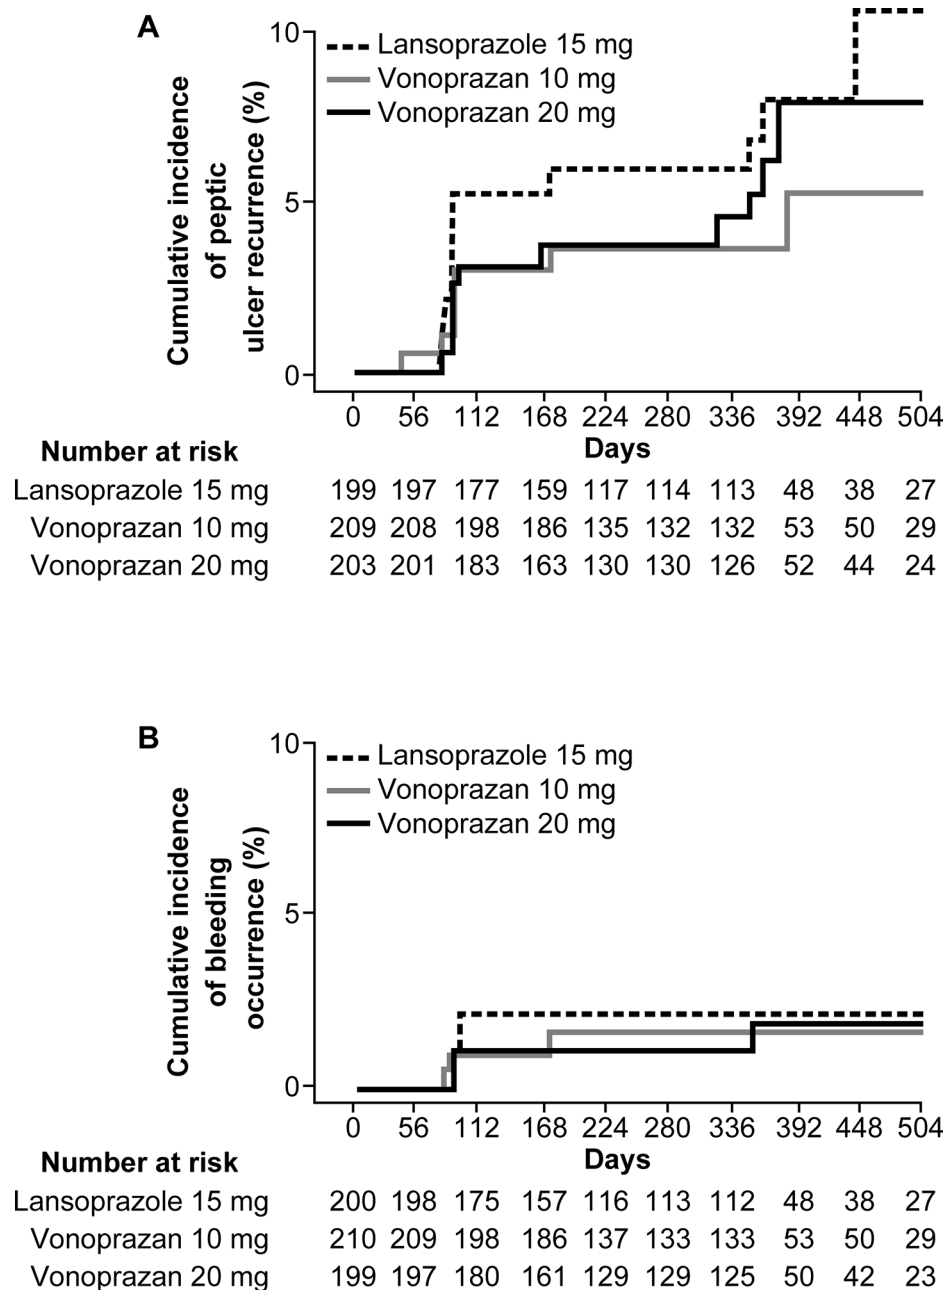 A
Cumulative incidence
of peptic
ulcer recurrence (%)
10
5
0
Lansoprazole 15 mg
Vonoprazan 10 mg
Vonoprazan 20 mg
0 56 112 168 224 280 336 392 448 504
Days
Number at risk
Lansoprazole 15 mg 199 197 177 159 117 114 113 48 38 27
Vonoprazan 10 mg 209 208 198 186 135 132 132 53 50 29
Vonoprazan 20 mg 203 201 183 163 130 130 126 52 44 24
B
Cumulative incidence
of bleeding
occurrence (%)
10
5
0
Lansoprazole 15 mg
Vonoprazan 10 mg
Vonoprazan 20 mg
0 56 112 168 224 280 336 392 448 504
Days
Number at risk
Lansoprazole 15 mg 200 198 175 157 116 113 112 48 38 27
Vonoprazan 10 mg 210 209 198 186 137 133 133 53 50 29
Vonoprazan 20 mg 199 197 180 161 129 129 125 50 42 23